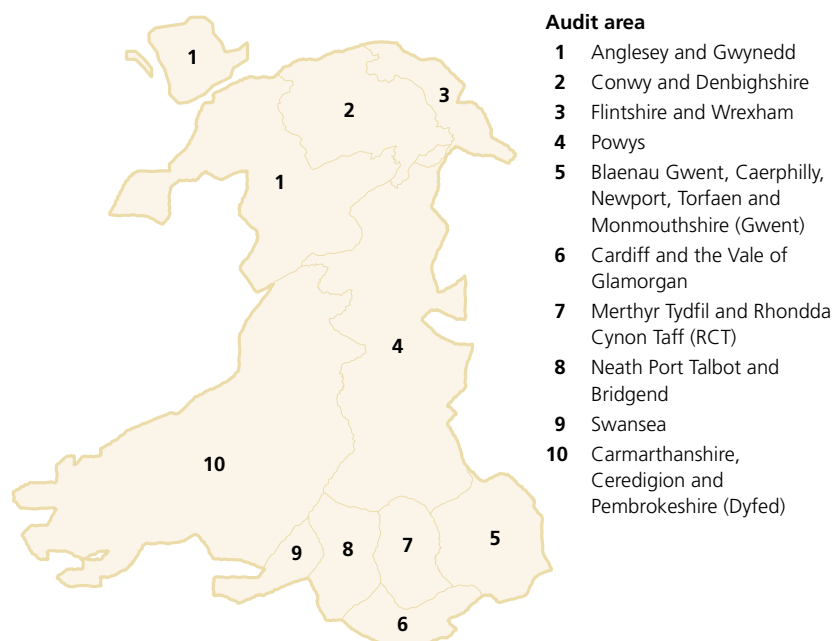 Audit area
1 Anglesey and Gwynedd
2 Conwy and Denbighshire
3 Flintshire and Wrexham
4 Powys
5 Blaenau Gwent, Caerphilly,
Newport, Torfaen and
Monmouthshire (Gwent)
6 Cardiff and the Vale of
Glamorgan
7 Merthyr Tydfil and Rhondda
Cynon Taff (RCT)
8 Neath Port Talbot and
Bridgend
9 Swansea
10 Carmarthanshire,
Ceredigion and
Pembrokeshire (Dyfed)
1
2
3
1
4
10
9
8
7
5
6